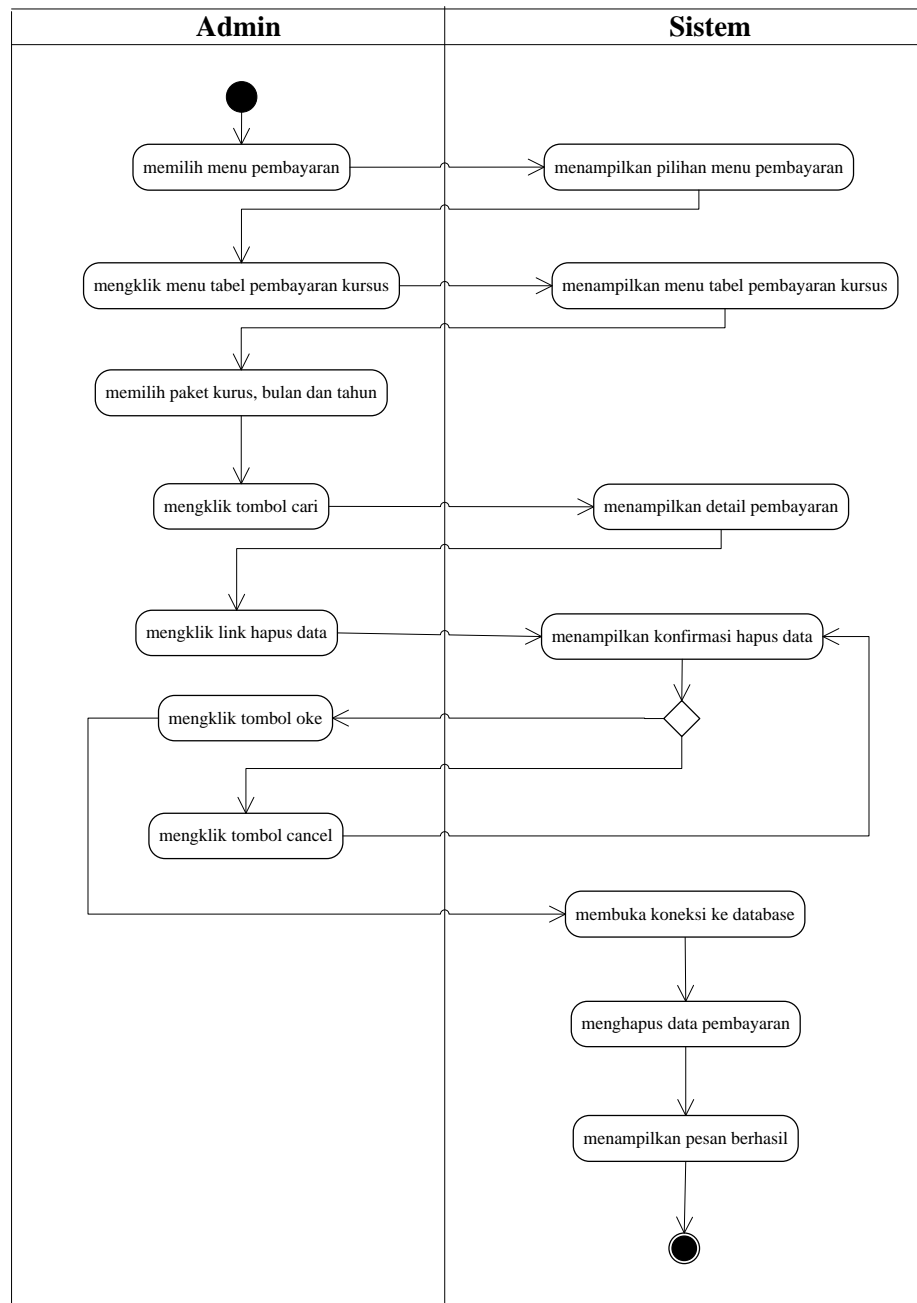 Admin
Sistem
memilih menu pembayaran
menampilkan pilihan menu pembayaran
mengklik menu tabel pembayaran kursus
menampilkan menu tabel pembayaran kursus
memilih paket kurus, bulan dan tahun
mengklik tombol cari
menampilkan detail pembayaran
mengklik link hapus data
menampilkan konfirmasi hapus data
mengklik tombol oke
mengklik tombol cancel
membuka koneksi ke database
menghapus data pembayaran
menampilkan pesan berhasil